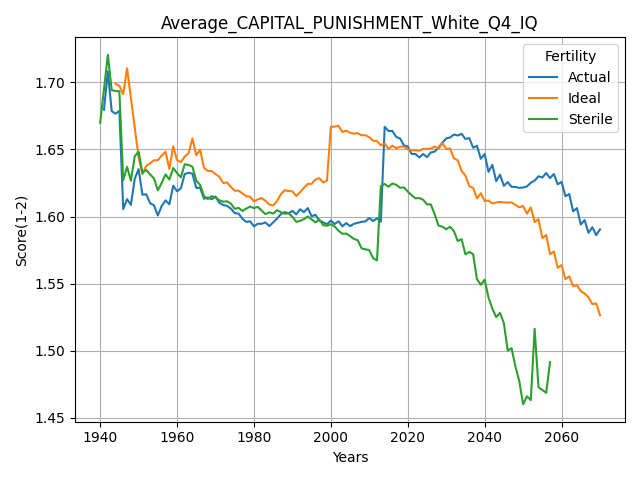 Average_CAPITAL_PUNISHMENT_White_Q4_IQ
Fertility
Actual
Ideal
Sterile
Score(1-2)
1.70
1.65
1.60
1.55
1.50
1.45
1940 1960 1980 2000 2020 2040 2060
Years